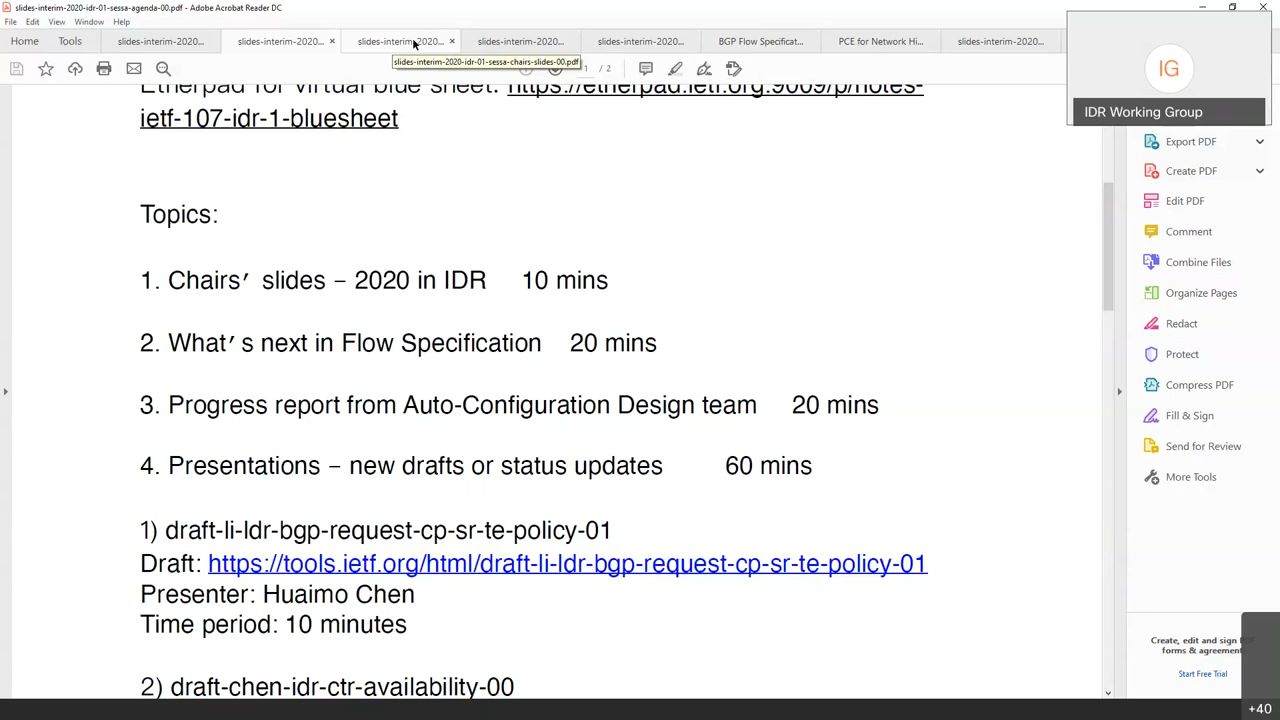 slides-interim-2020-idr-01-sessa-agenda-00.pdf - Adobe Acrobat Reader DC
File Edit View Window Help
Home Tools slides-interim-2020... slides-interim-2020... × slides-interim-2020... × slides-interim-2020... slides-interim-2020... BGP Flow Specificat... PCE for Network Hi... slides-interim-2020...
slides-interim-2020-idr-01-sessa-chairs-slides-00.pdf
1 / 2
IG
IDR Working Group
Etherpad for virtual blue sheet: https://etherpad.ietf.org:9009/p/notes-
ietf-107-idr-1-bluesheet
Topics:
1. Chairs’ slides – 2020 in IDR 10 mins
2. What’s next in Flow Specification 20 mins
3. Progress report from Auto-Configuration Design team 20 mins
4. Presentations – new drafts or status updates 60 mins
1) draft-li-ldr-bgp-request-cp-sr-te-policy-01
Draft: https://tools.ietf.org/html/draft-li-ldr-bgp-request-cp-sr-te-policy-01
Presenter: Huaimo Chen
Time period: 10 minutes
2) draft-chen-idr-ctr-availability-00
Export PDF
Create PDF
Edit PDF
Comment
Combine Files
Organize Pages
Redact
Protect
Compress PDF
Fill & Sign
Send for Review
More Tools
Create, edit and sign
forms & agreement
Start Free Trial
+40